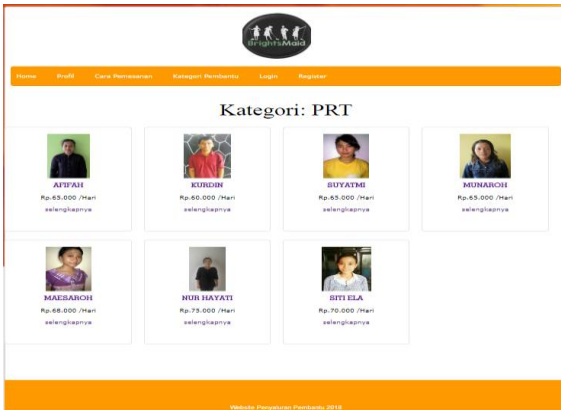 BrightsMaid
Home Profil Cara Pemesanan Kategori Pembantu Login Register
Kategori: PRT
AFIFAH
Rp.65.000 /Hari
selengkapnya
KURDIN
Rp.60.000 /Hari
selengkapnya
SUYATMI
Rp.65.000 /Hari
selengkapnya
MUNAROH
Rp.65.000 /Hari
selengkapnya
MAESAROH
Rp.68.000 /Hari
selengkapnya
NUR HAYATI
Rp.75.000 /Hari
selengkapnya
SITI ELA
Rp.70.000 /Hari
selengkapnya
Website Penyaluran Pembantu 2019